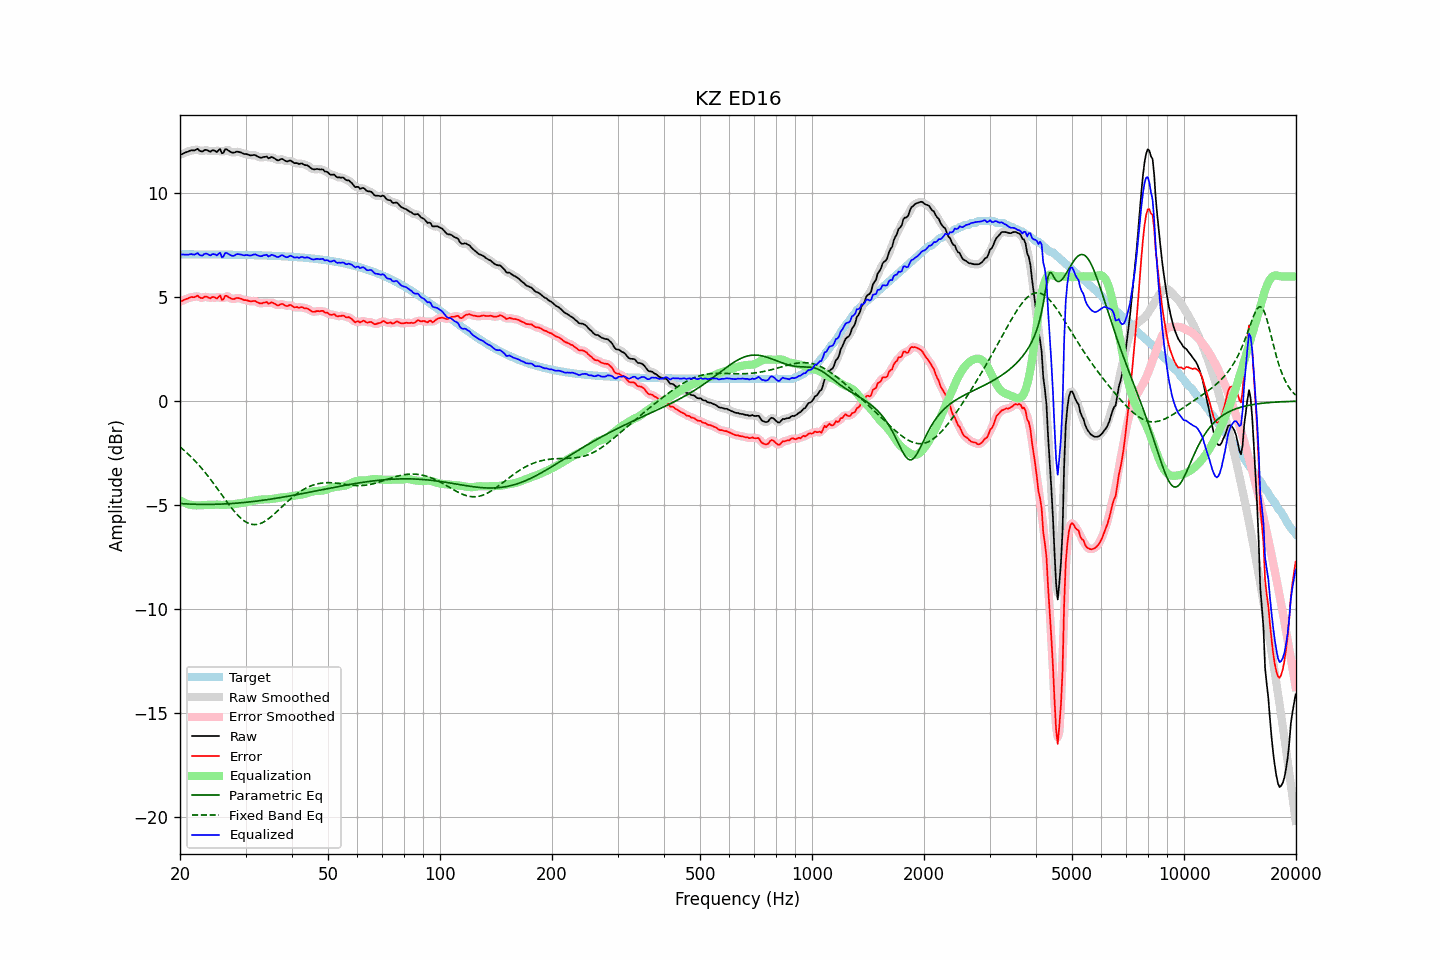 KZ ED16
Amplitude (dBr)
10
5
0
−5
−10
−15
−20
Target
Raw Smoothed
Error Smoothed
Raw
Error
Equalization
Parametric Eq
Fixed Band Eq
Equalized
20 50 100 200 500 1000 2000 5000 10000 20000
Frequency (Hz)